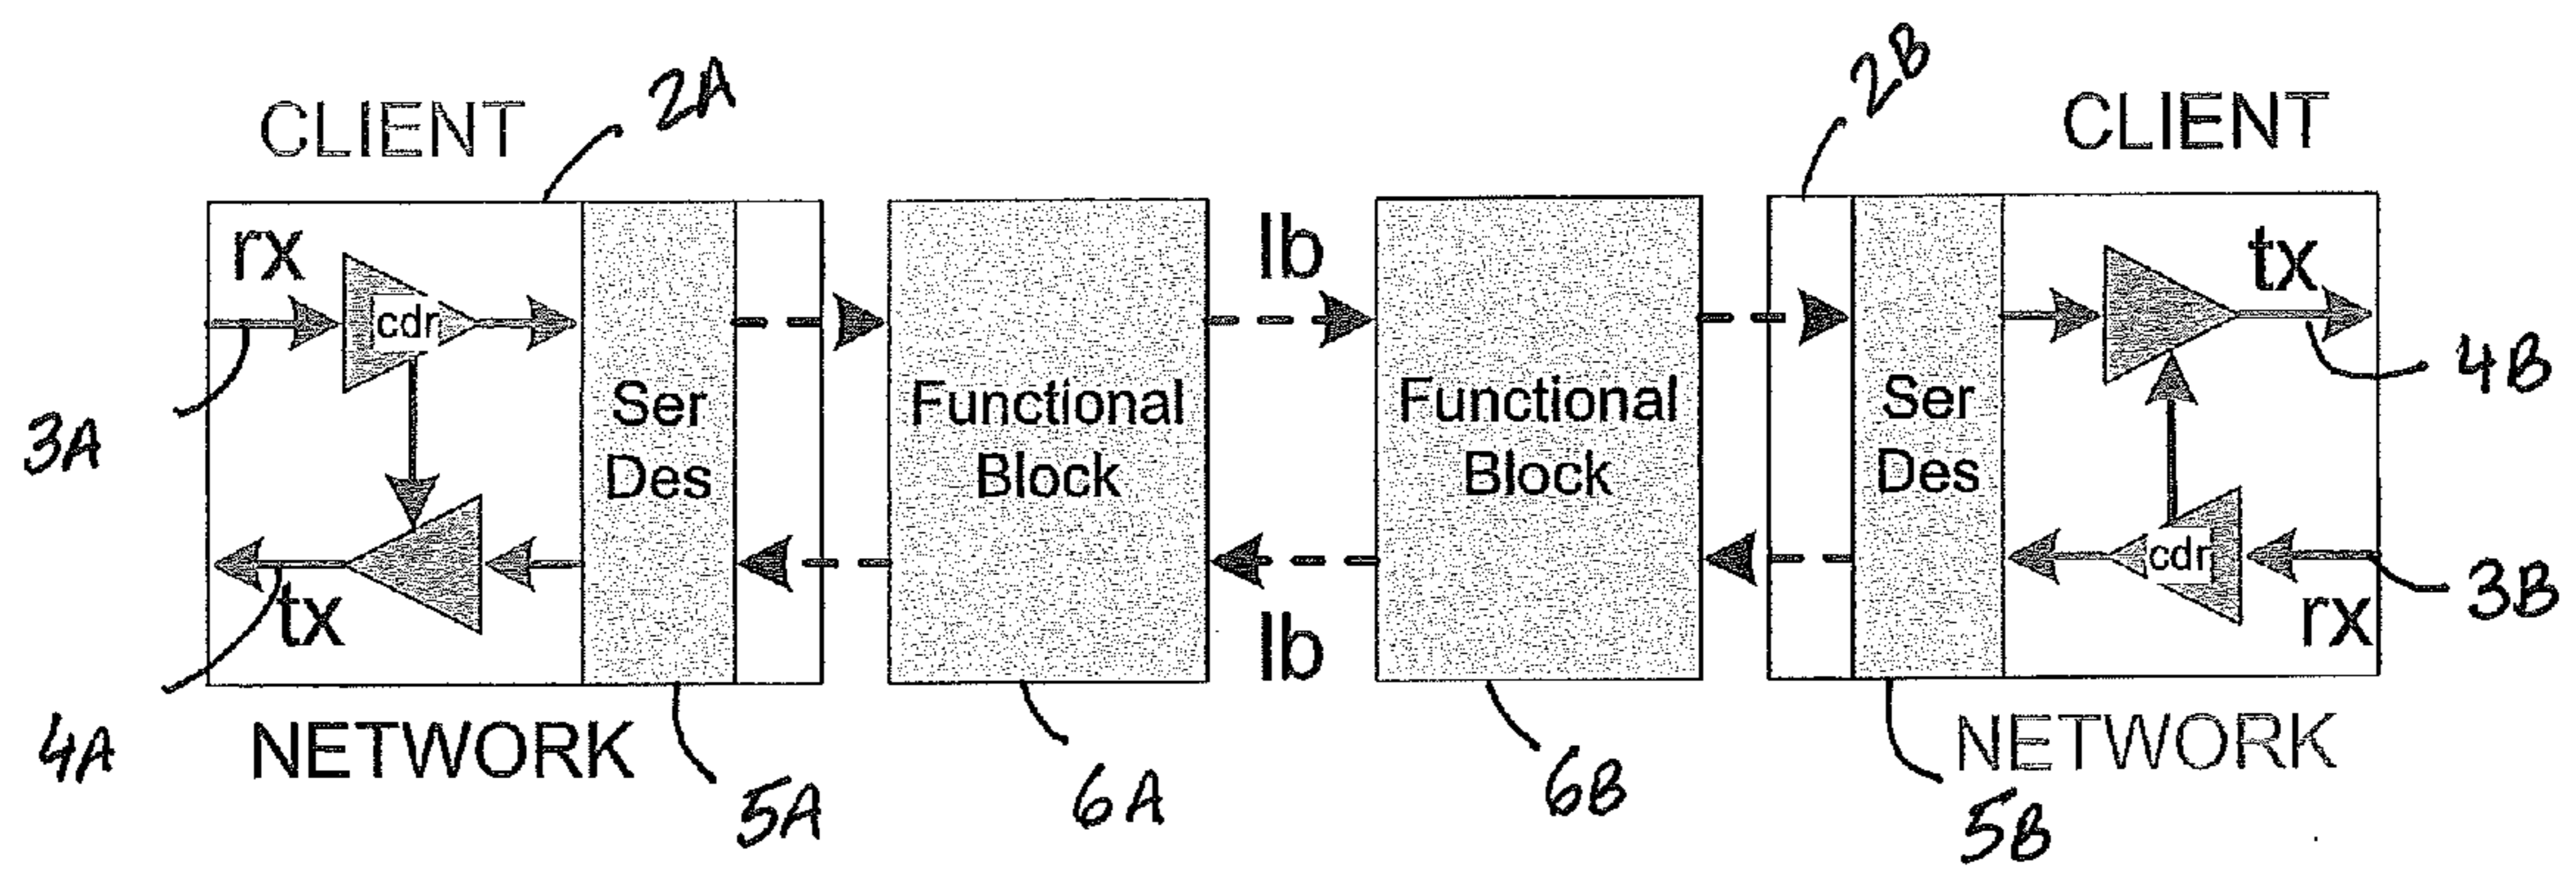 2A
2B
CLIENT
CLIENT
rx
lb
tx
cdr
4B
3A
Ser
Des
Functional
Block
Functional
Block
Ser
Des
cdr
3B
tx
lb
rx
4A
NETWORK
NETWORK
5A
6A
6B
5B